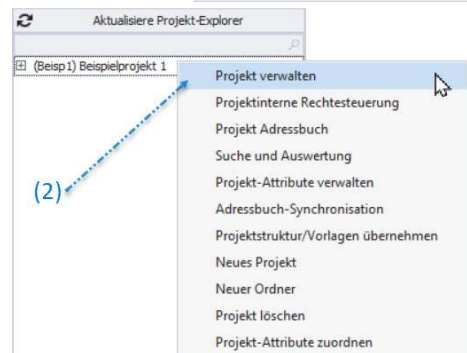 Aktualisiere Projekt-Explorer
(Beisp1) Beispielprojekt 1
Projekt verwalten
Projektinterne Rechtesteuerung
Projekt Adressbuch
Suche und Auswertung
(2)
Projekt-Attribute verwalten
Adressbuch-Synchronisation
Projektstruktur/Vorlagen übernehmen
Neues Projekt
Neuer Ordner
Projekt löschen
Projekt-Attribute zuordnen